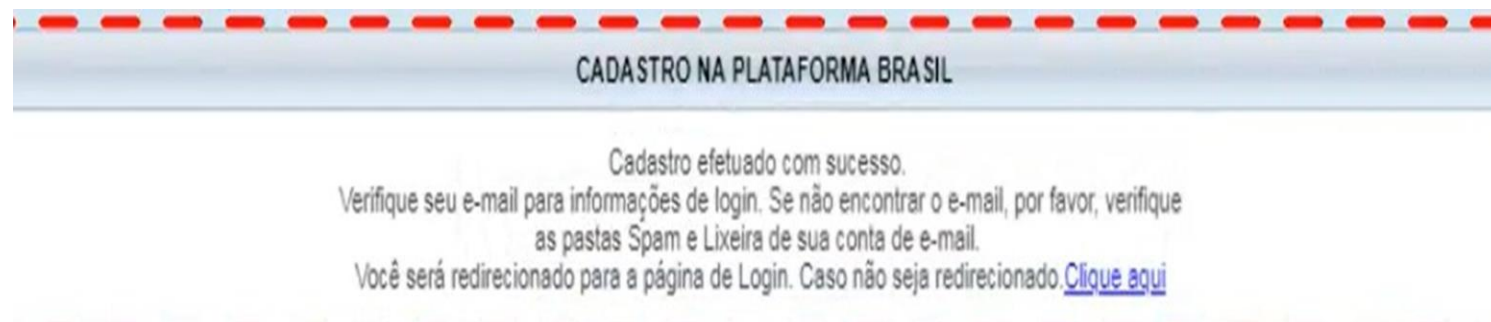 CADASTRO NA PLATAFORMA BRASIL
Cadastro efetuado com sucesso.
Verifique seu e-mail para informações de login. Se não encontrar o e-mail, por favor, verifique
as pastas Spam e Lixeira de sua conta de e-mail.
Você será redirecionado para a página de Login. Caso não seja redirecionado.Clique aqui